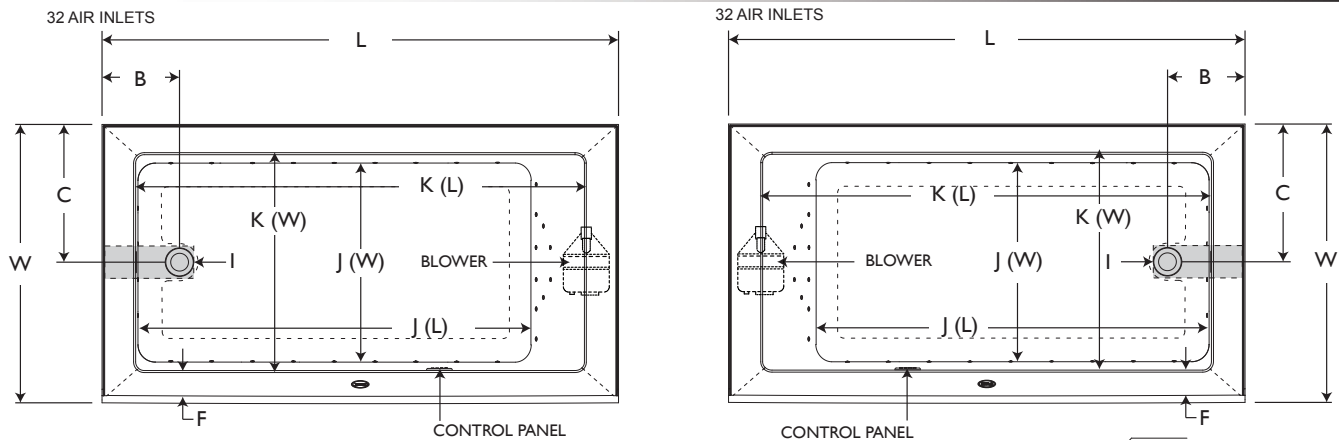 32 AIR INLETS
L
B
C
W
K (L)
K (W)
I
J (W)
BLOWER
J (L)
F
CONTROL PANEL
32 AIR INLETS
L
B
C
W
K (L)
K (W)
BLOWER
J (W)
I
J (L)
F
CONTROL PANEL